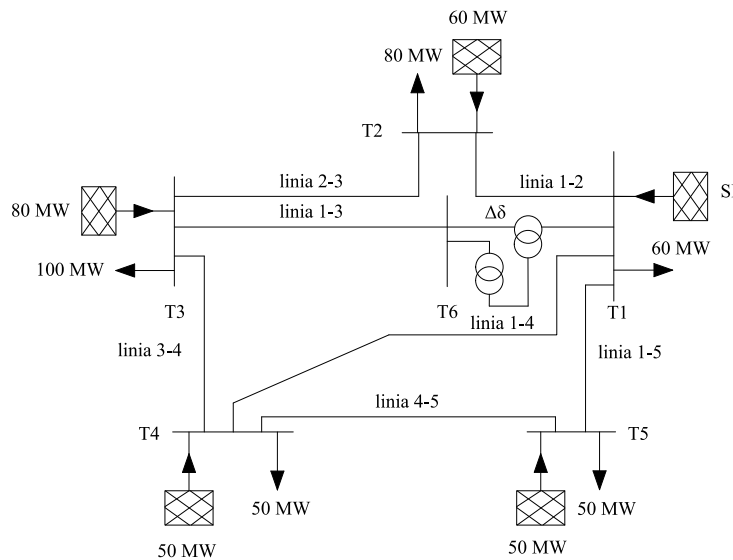 60 MW
80 MW
T2
linia 2-3
linia 1-2
80 MW
linia 1-3
Δδ
60 MW
100 MW
T3
T6
T1
linia 1-4
linia 3-4
linia 1-5
linia 4-5
T4
T5
50 MW
50 MW
50 MW
50 MW